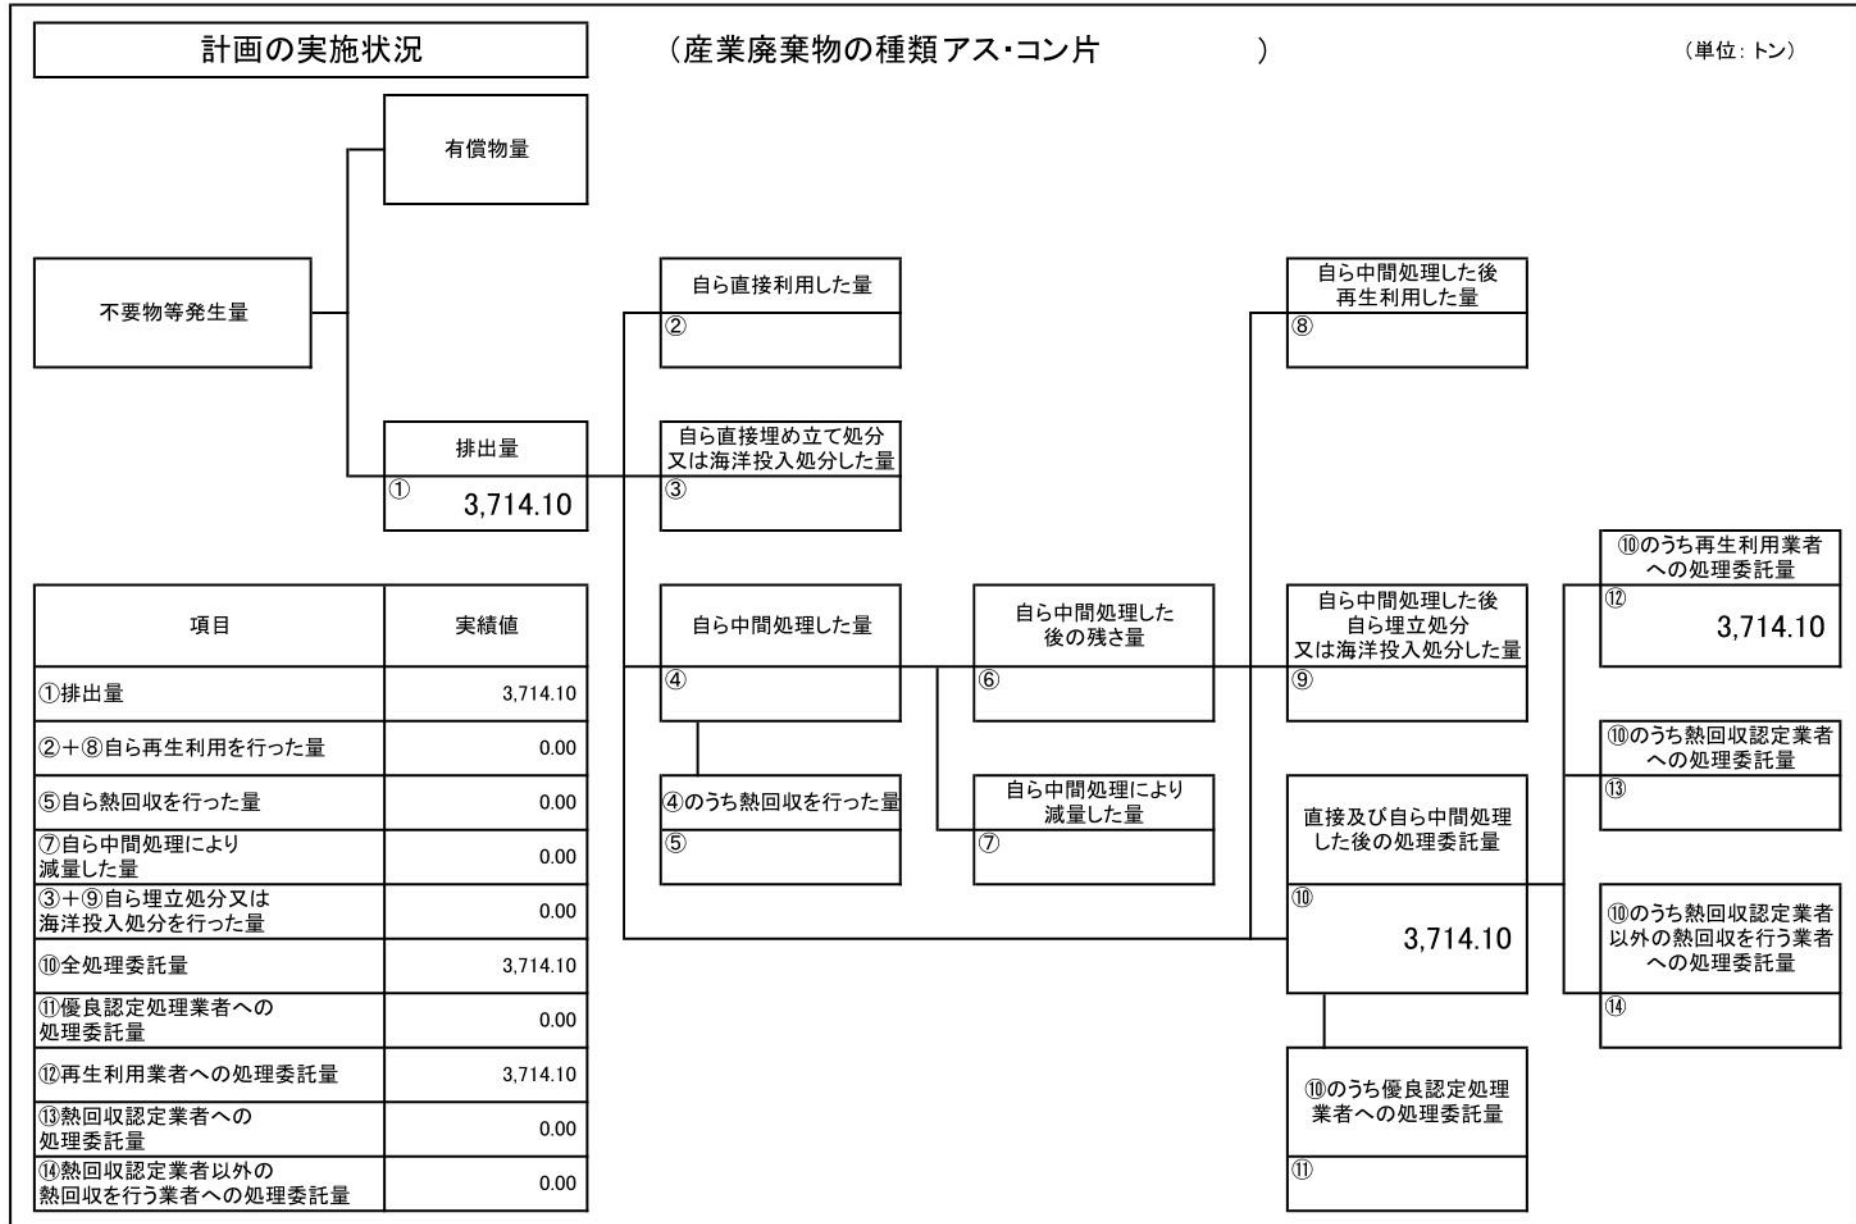 計画の実施状況
（産業廃棄物の種類アス・コン片　　　　　　）
（単位：トン）
有償物量
不要物等発生量
自ら直接利用した量
②
自ら中間処理した後
再生利用した量
⑧
排出量
① 3,714.10
自ら直接埋め立て処分
又は海洋投入処分した量
③
⑩のうち再生利用業者
への処理委託量
⑫
3,714.10
自ら中間処理した量
④
自ら中間処理した
後の残さ量
⑥
自ら中間処理した後
自ら埋立処分
又は海洋投入処分した量
⑨
⑩のうち熱回収認定業者
への処理委託量
⑬
④のうち熱回収を行った量
⑤
自ら中間処理により
減量した量
⑦
直接及び自ら中間処理
した後の処理委託量
⑩
3,714.10
⑩のうち熱回収認定業者
以外の熱回収を行う業者
への処理委託量
⑭
⑩のうち優良認定処理
業者への処理委託量
⑪
項目 実績値
①排出量 3,714.10
②＋⑧自ら再生利用を行った量 0.00
⑤自ら熱回収を行った量 0.00
⑦自ら中間処理により
減量した量 0.00
③＋⑨自ら埋立処分又は
海洋投入処分を行った量 0.00
⑩全処理委託量 3,714.10
⑪優良認定処理業者への
処理委託量 0.00
⑫再生利用業者への処理委託量 3,714.10
⑬熱回収認定業者への
処理委託量 0.00
⑭熱回収認定業者以外の
熱回収を行う業者への処理委託量 0.00